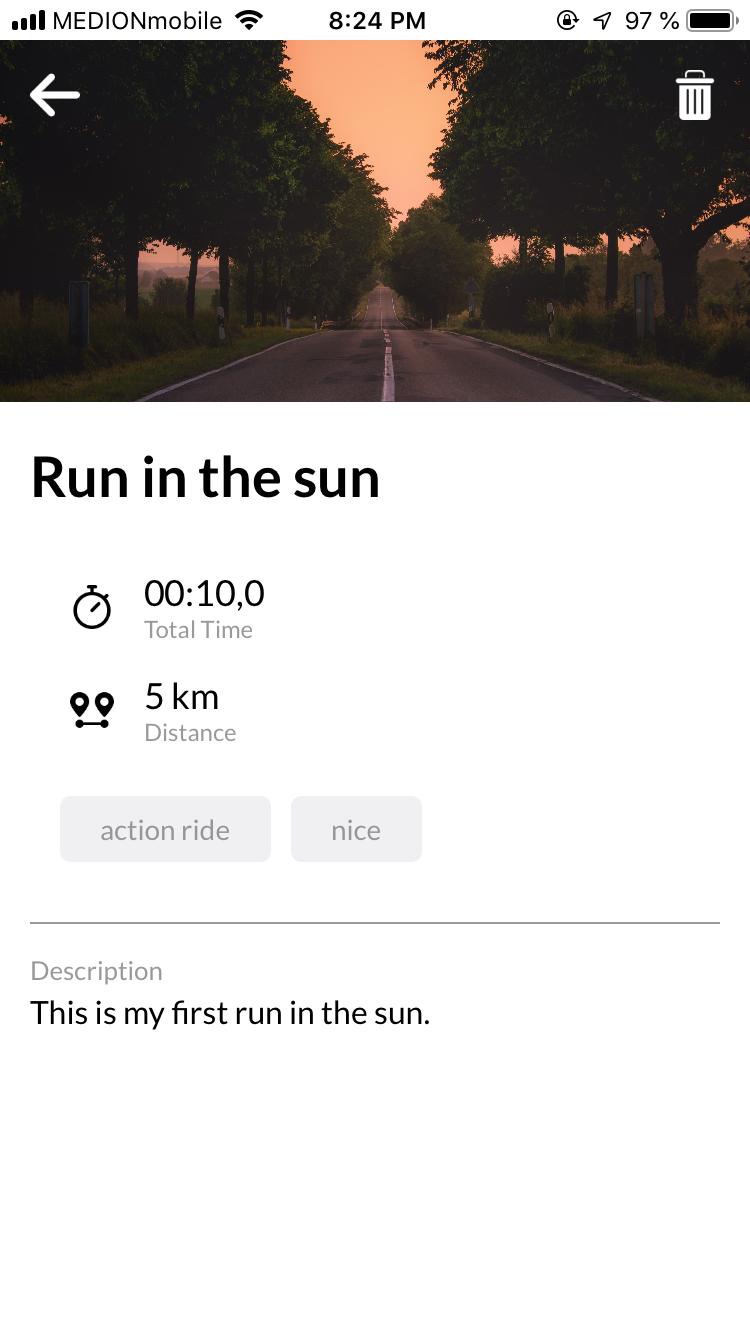 MEDIONmobile 8:24 PM 97 %
Run in the sun
00:10,0
Total Time
5 km
Distance
action ride nice
Description
This is my first run in the sun.